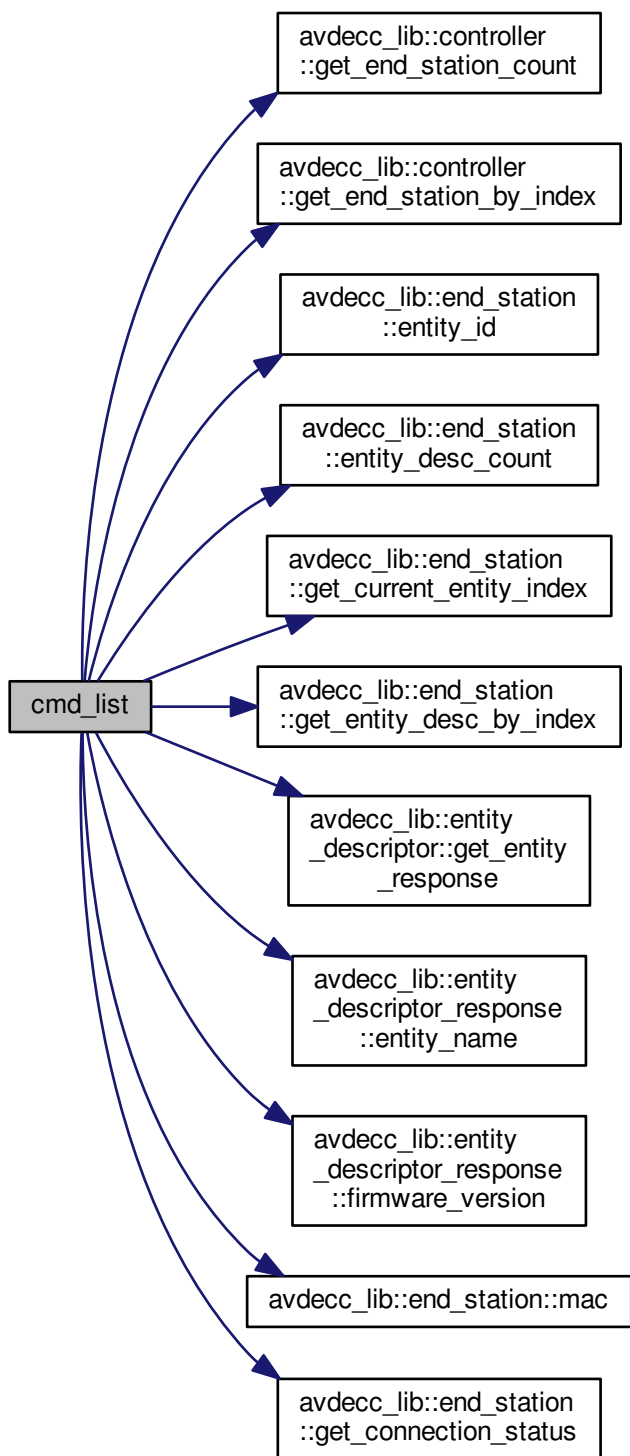 avdecc_lib::controller
::get_end_station_count
avdecc_lib::controller
::get_end_station_by_index
avdecc_lib::end_station
::entity_id
avdecc_lib::end_station
::entity_desc_count
avdecc_lib::end_station
::get_current_entity_index
cmd_list
avdecc_lib::end_station
::get_entity_desc_by_index
avdecc_lib::entity
_descriptor::get_entity
_response
avdecc_lib::entity
_descriptor_response
::entity_name
avdecc_lib::entity
_descriptor_response
::firmware_version
avdecc_lib::end_station::mac
avdecc_lib::end_station
::get_connection_status